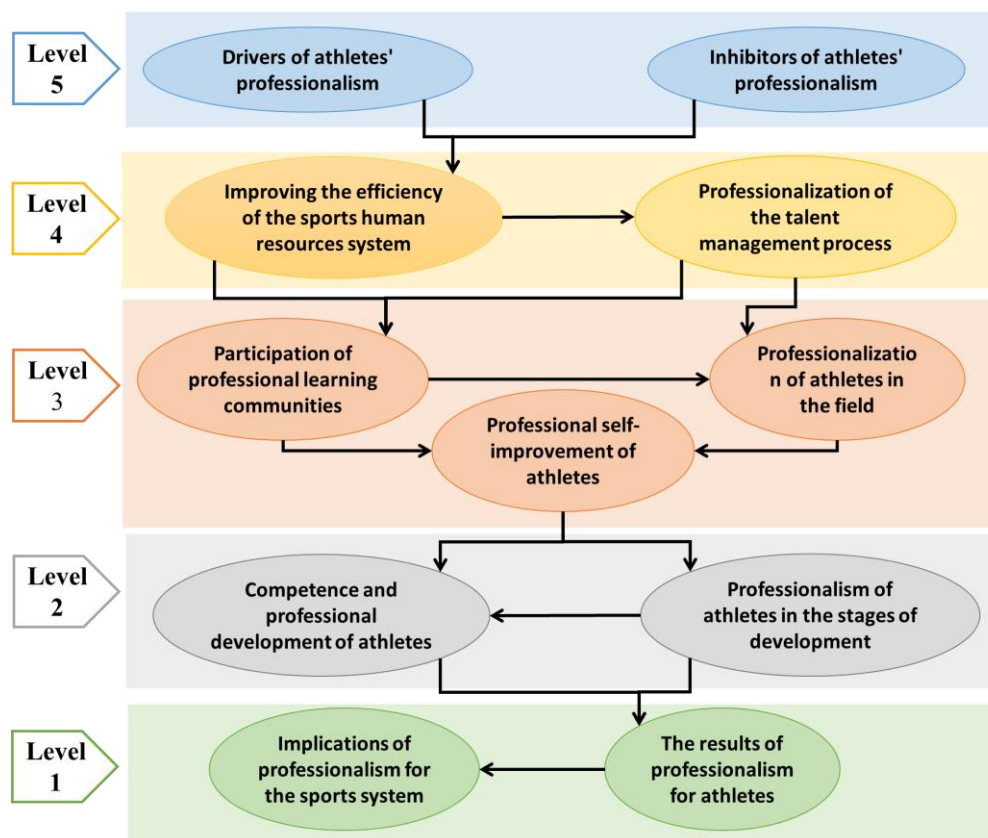 Level
5
Drivers of athletes'
professionalism
Inhibitors of athletes'
professionalism
Level
4
Improving the efficiency
of the sports human
resources system
Professionalization of
the talent
management process
Level
3
Participation of
professional learning
communities
Professionalizatio
n of athletes in
the field
Professional self-
improvement of
athletes
Level
2
Competence and
professional
development of athletes
Professionalism of
athletes in the stages of
development
Level
1
Implications of
professionalism for
the sports system
The results of
professionalism
for athletes